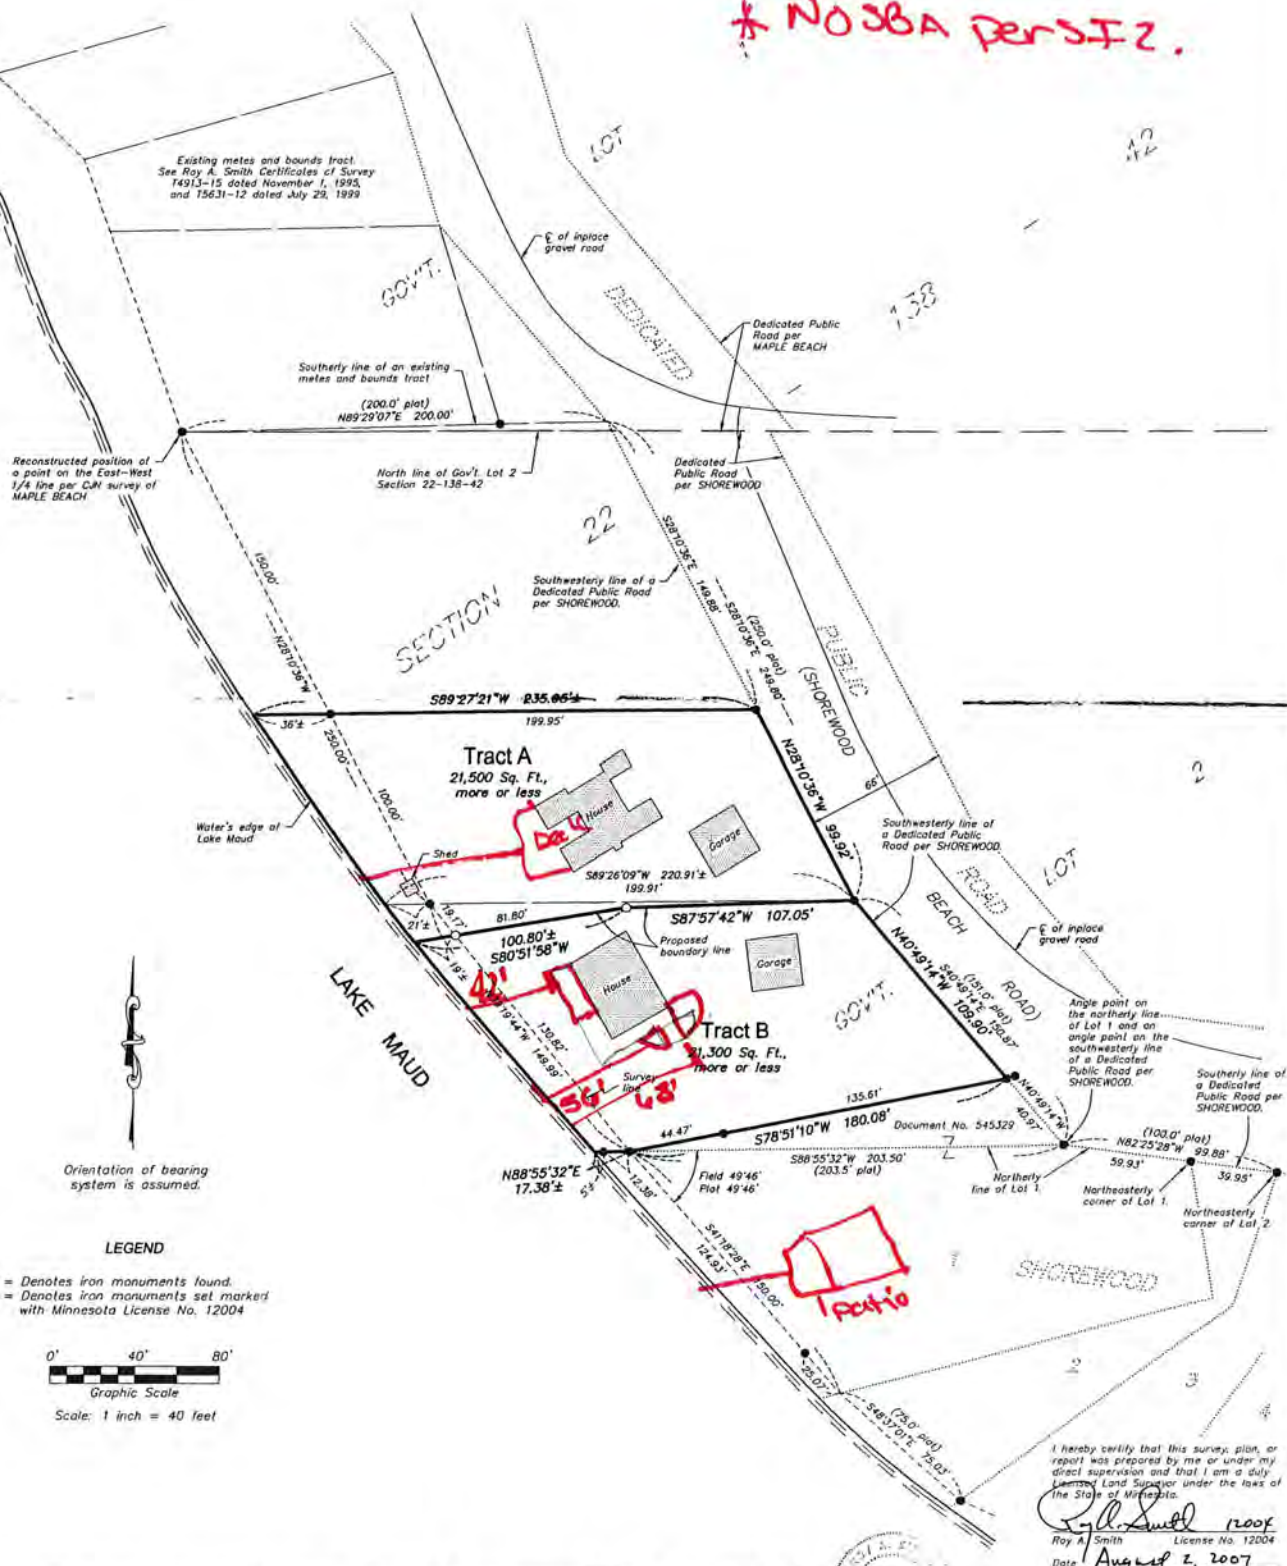 * NO SBA per SI 2.
LOT
42
Existing metes and bounds tract.
See Roy A. Smith Certificates of Survey
T4913-15 dated November 1, 1995,
and T5631-12 dated July 29, 1999
℄ of inplace
gravel road
GOV'T.
DEDICATED
138
Dedicated Public
Road per
MAPLE BEACH
Southerly line of an existing
metes and bounds tract
(200.0' plat)
N89°29'07"E 200.00'
Reconstructed position of
a point on the East-West
1/4 line per CJN survey of
MAPLE BEACH
North line of Gov't. Lot 2
Section 22-138-42
Dedicated
Public Road
per SHOREWOOD
22
S28°10'36"E 149.88'
150.00'
Southwesterly line of a
Dedicated Public Road
per SHOREWOOD.
SECTION
(250.0' plat)
S28°10'36"E 249.80'
PUBLIC
(SHOREWOOD
N28°10'36"W
250.00'
S89°27'21"W 235.95'±
36'±
199.95'
Tract A
21,500 Sq. Ft.,
more or less
N28°10'36"W 99.92'
66'
2
100.00'
House
Deck
Garage
Water's edge of
Lake Maud
Shed
Southwesterly line of
a Dedicated Public
Road per SHOREWOOD.
S89°26'09"W 220.91'±
199.91'
ROAD
LOT
BEACH
19.17'
81.80'
S87°57'42"W 107.05'
21'±
100.80'±
S80°51'58"W
Proposed
boundary line
℄ of inplace
gravel road
19'±
House
Garage
42'
N40°49'14"W 109.90'
(151.0' plat)
S40°49'14"E 150.87'
ROAD)
GOV'T.
LAKE MAUD
130.82'
149.99'
Tract B
21,300 Sq. Ft.,
more or less
Angle point on
the northerly line
of Lot 1 and an
angle point on the
southwesterly line
of a Dedicated
Public Road per
SHOREWOOD.
Survey
line
56'
68'
Southerly line of
a Dedicated
Public Road per
SHOREWOOD.
135.61'
N40°49'14"W
40.97'
44.47'
S78°51'10"W 180.08'
Document No. 545329
(100.0' plat)
N82°25'28"W 99.88'
59.93'
39.95'
S88°55'32"W 203.50'
(203.5' plat)
N88°55'32"E
17.38'±
5'±
12.38'
Field 49°46'
Plat 49°46'
Northerly
line of Lot 1.
Northeasterly
corner of Lot 1.
Northeasterly
corner of Lot 2.
Orientation of bearing
system is assumed.
S41°18'28"E 150.00'
124.93'
patio
1
SHOREWOOD
LEGEND
= Denotes iron monuments found.
= Denotes iron monuments set marked
with Minnesota License No. 12004
0' 40' 80'
Graphic Scale
Scale: 1 inch = 40 feet
25.07'
2
3
4
(75.0' plat)
S48°37'01"E 75.03'
I hereby certify that this survey, plan, or
report was prepared by me or under my
direct supervision and that I am a duly
Licensed Land Surveyor under the laws of
the State of Minnesota.
Roy A. Smith 12004
Roy A. Smith License No. 12004
Date August 2, 2007